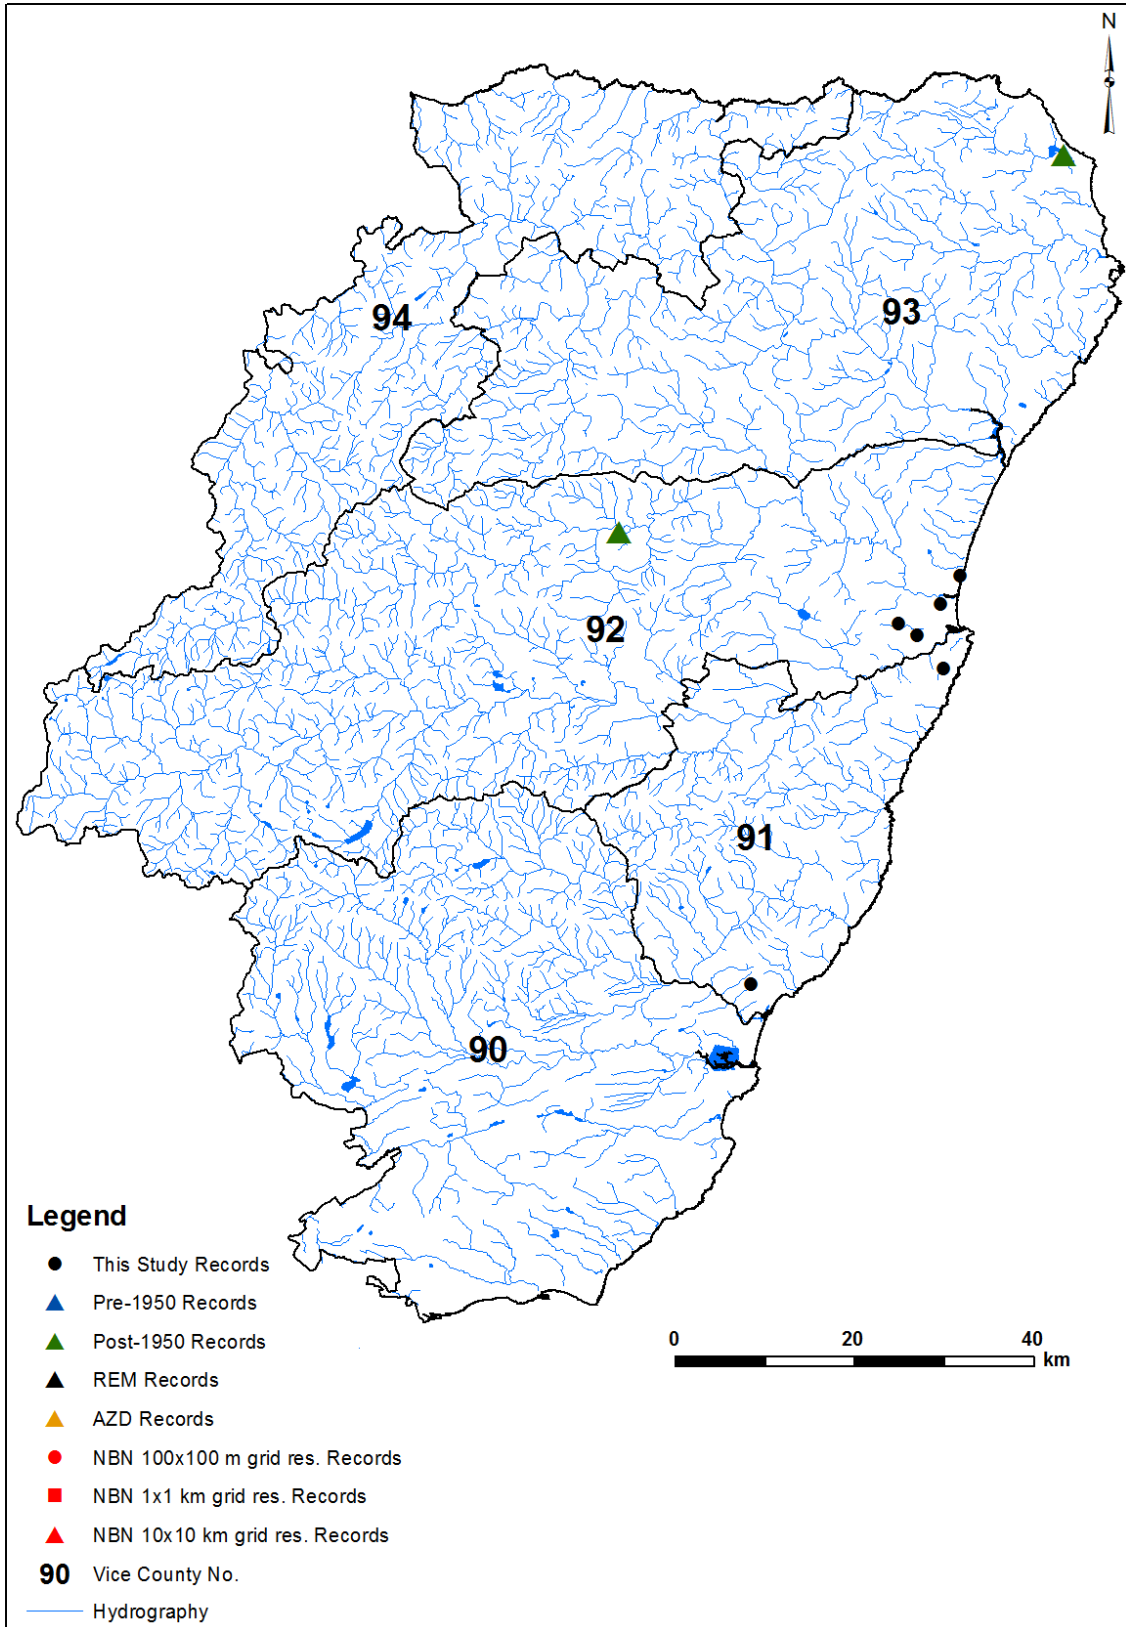 N
94
93
92
91
90
Legend
This Study Records
Pre-1950 Records
Post-1950 Records
REM Records
AZD Records
NBN 100x100 m grid res. Records
NBN 1x1 km grid res. Records
NBN 10x10 km grid res. Records
90 Vice County No.
Hydrography
0 20 40
km